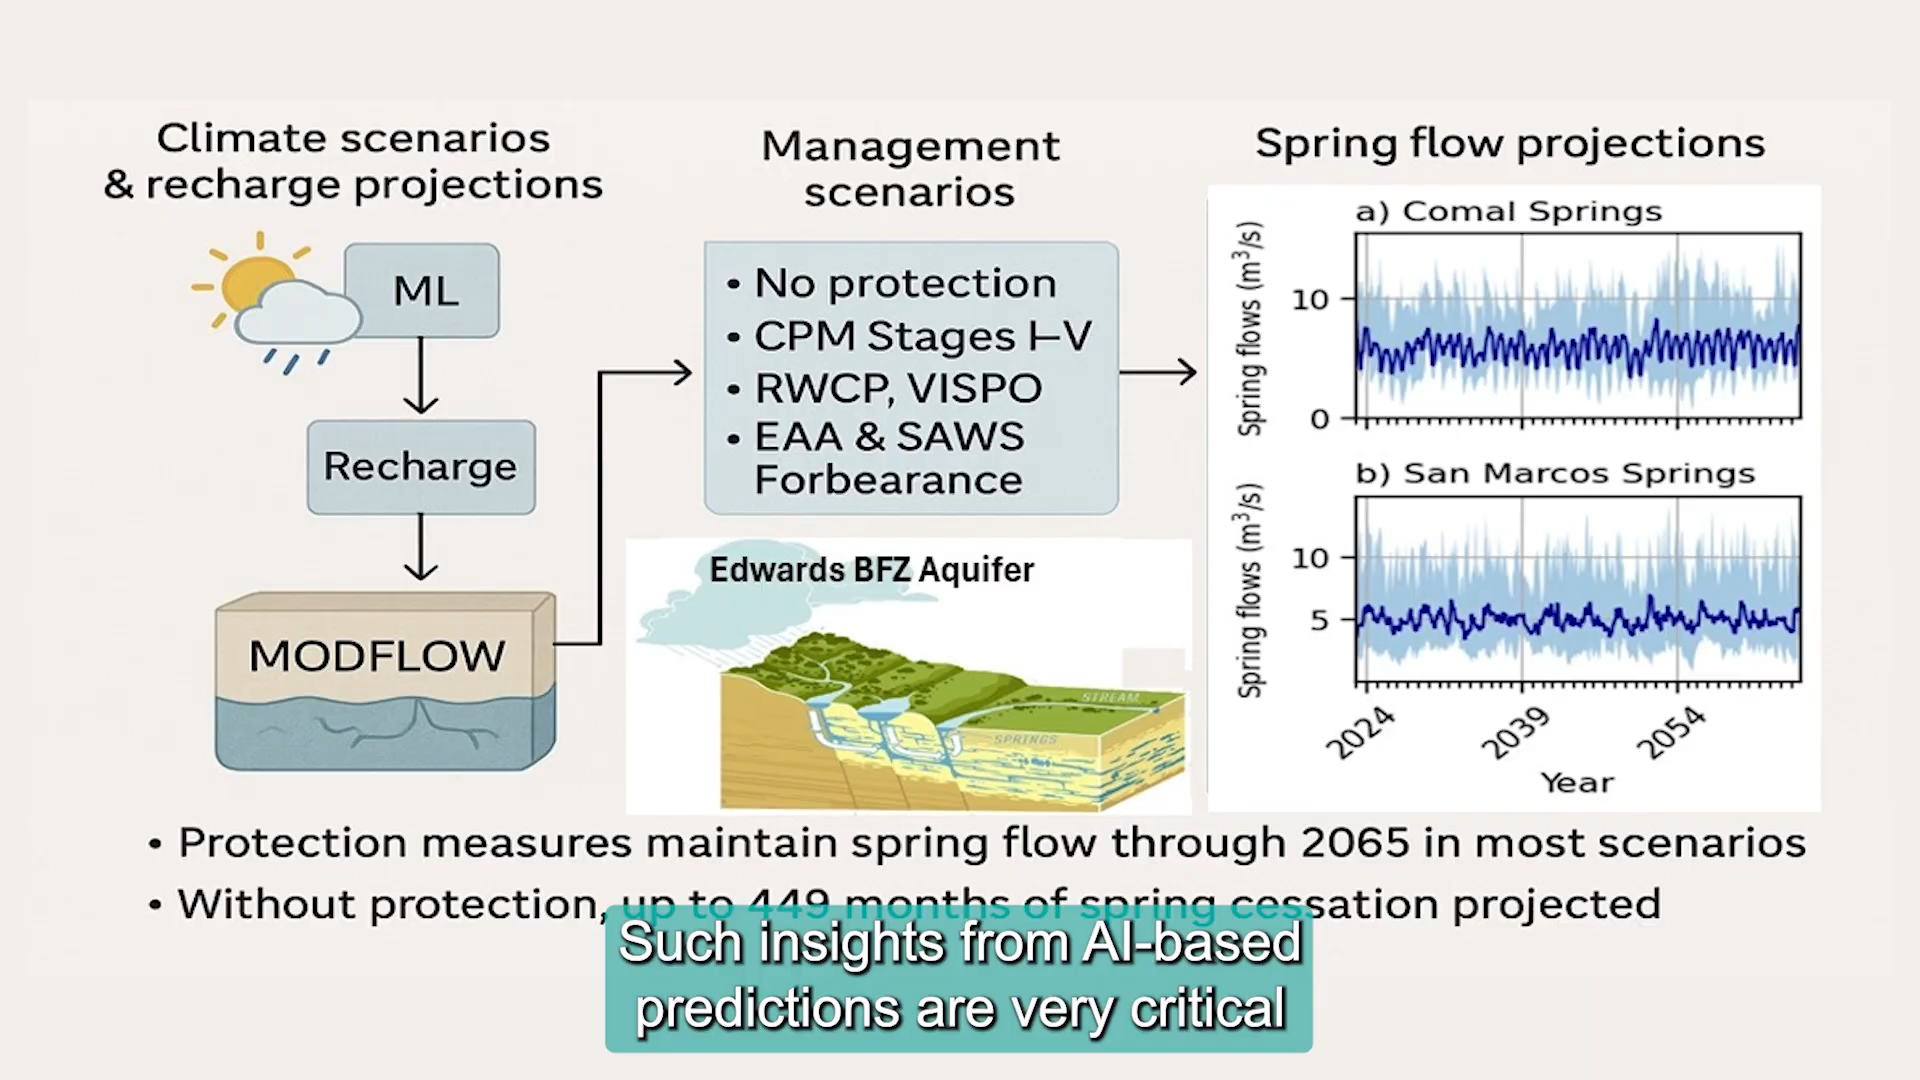 Climate scenarios
& recharge projections
ML
Recharge
MODFLOW
Management
scenarios
• No protection
• CPM Stages I–V
• RWCP, VISPO
• EAA & SAWS
Forbearance
Edwards BFZ Aquifer
STREAM
SPRINGS
Spring flow projections
a) Comal Springs
Spring flows (m³/s)
10
0
b) San Marcos Springs
Spring flows (m³/s)
10
5
2024
2039
2054
Year
• Protection measures maintain spring flow through 2065 in most scenarios
• Without protection, up to 449 months of spring cessation projected
Such insights from AI-based
predictions are very critical